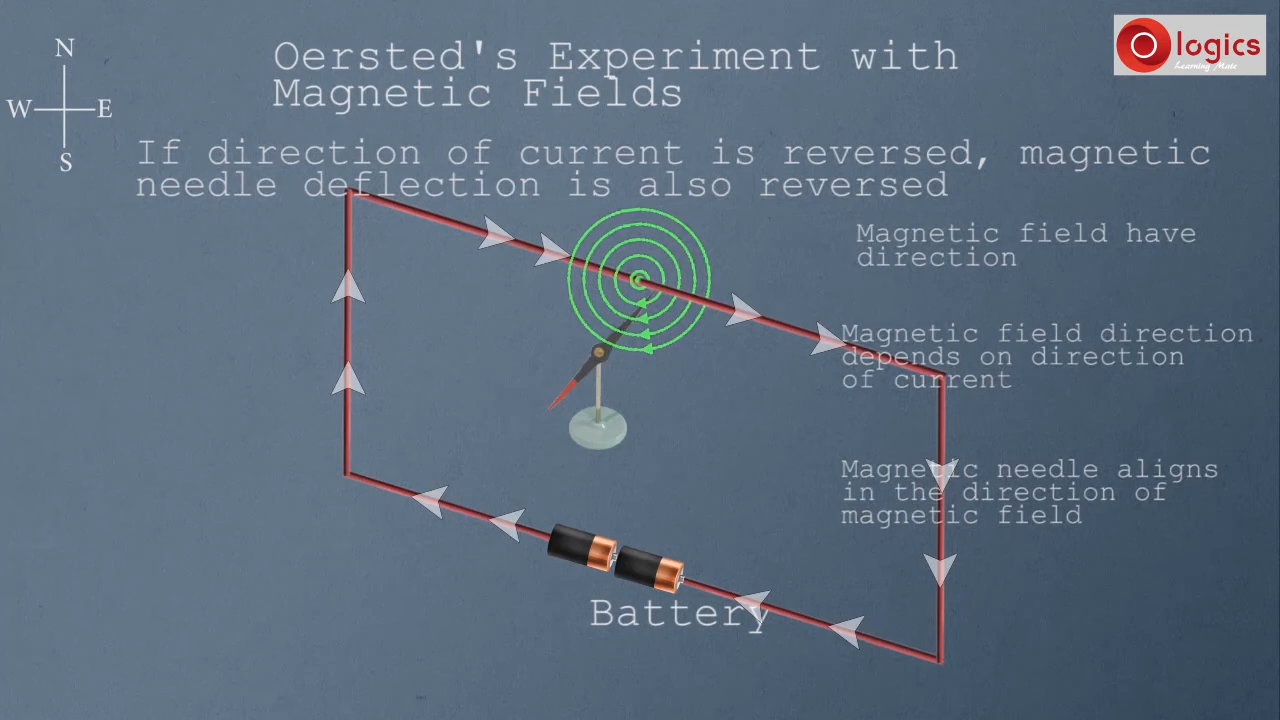 N
W E
S
Oersted's Experiment with
Magnetic Fields
logics
Learning Mate
If direction of current is reversed, magnetic
needle deflection is also reversed
Magnetic field have
direction
Magnetic field direction
depends on direction
of current
Magnetic needle aligns
in the direction of
magnetic field
Battery